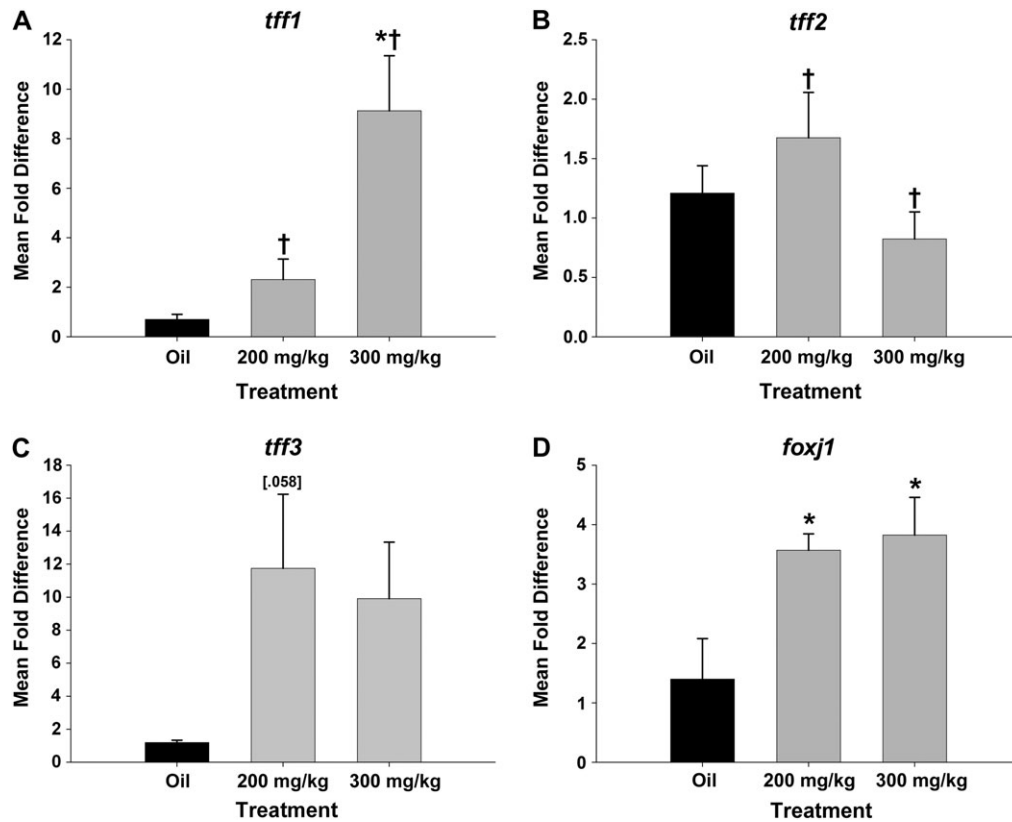 A
tff1
Mean Fold Difference
12
10
8
6
4
2
0
*†
†
Oil 200 mg/kg 300 mg/kg
Treatment
B
tff2
Mean Fold Difference
2.5
2.0
1.5
1.0
0.5
0.0
†
†
Oil 200 mg/kg 300 mg/kg
Treatment
C
tff3
Mean Fold Difference
18
16
14
12
10
8
6
4
2
0
[.058]
Oil 200 mg/kg 300 mg/kg
Treatment
D
foxj1
Mean Fold Difference
5
4
3
2
1
0
*
*
Oil 200 mg/kg 300 mg/kg
Treatment